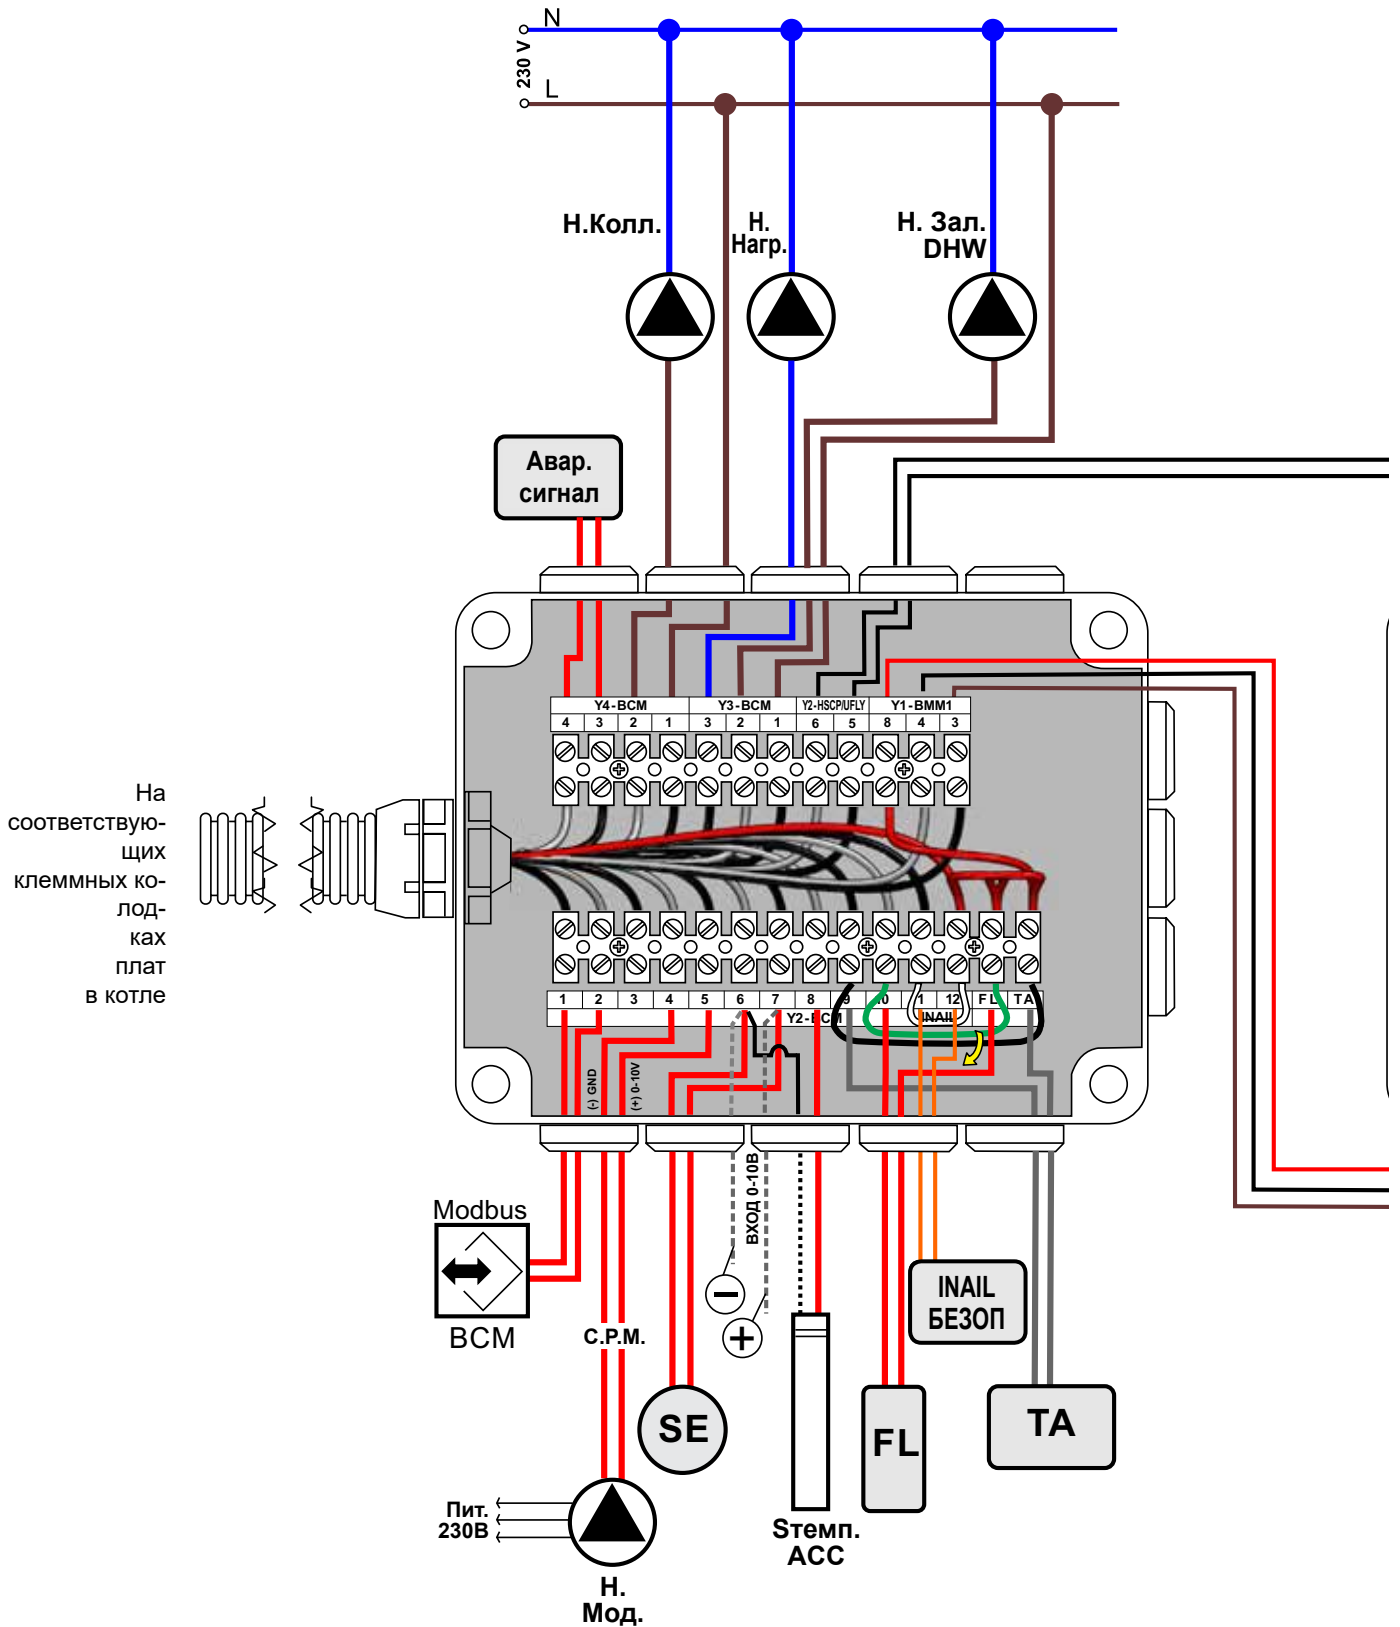 N
230 V
L
Н.Колл.
Н.
Нагр.
Н. Зал.
DHW
Авар.
сигнал
Y4-BCM
Y3-BCM
Y2-HSCP/UFLY
Y1-BMM1
4 3 2 1 3 2 1 6 5 8 4 3
На
соответствую-
щих
клеммных ко-
лод-
ках
плат
в котле
1 2 3 4 5 6 7 8 9 10 11 12 FL TA
Y2-BCM
INAIL
(-) GND
(+) 0-10V
ВХОД 0-10В
Modbus
BCM
C.P.M.
SE
INAIL
БЕЗОП
FL
TA
Пит.
230В
Sтемп.
ACC
Н.
Мод.